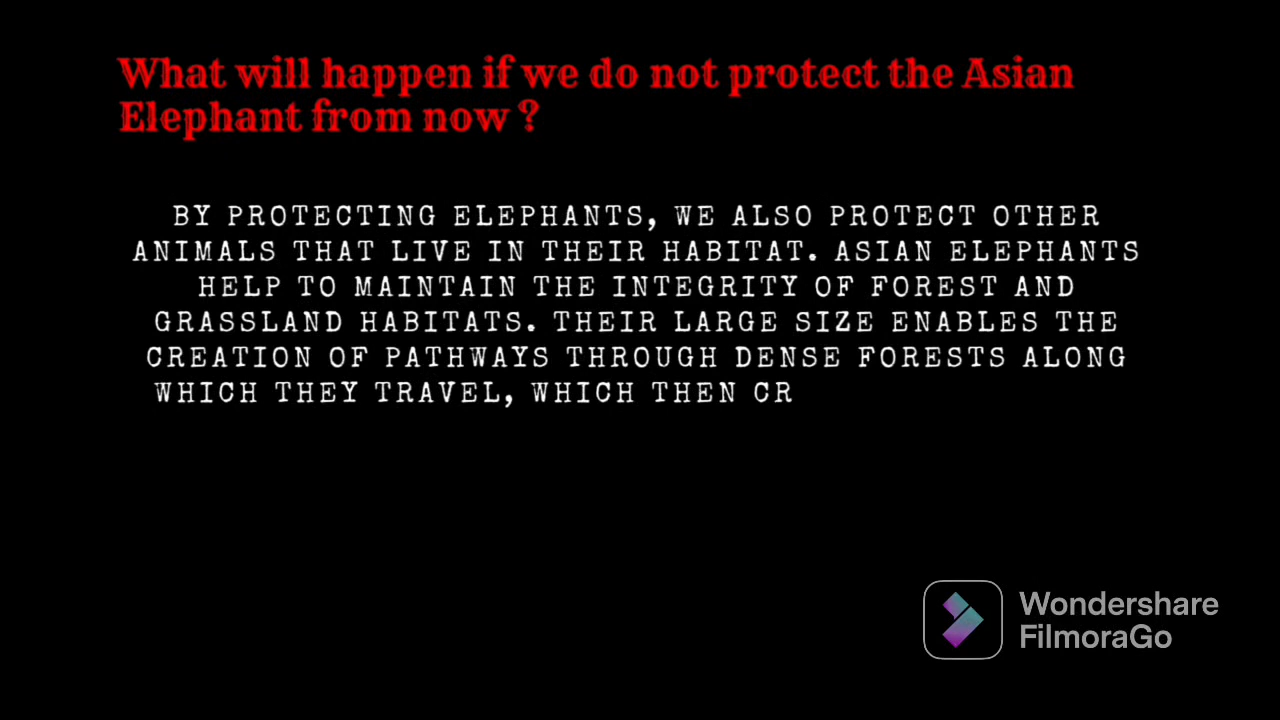 What will happen if we do not protect the Asian
Elephant from now ?
BY PROTECTING ELEPHANTS, WE ALSO PROTECT OTHER
ANIMALS THAT LIVE IN THEIR HABITAT. ASIAN ELEPHANTS
HELP TO MAINTAIN THE INTEGRITY OF FOREST AND
GRASSLAND HABITATS. THEIR LARGE SIZE ENABLES THE
CREATION OF PATHWAYS THROUGH DENSE FORESTS ALONG
WHICH THEY TRAVEL, WHICH THEN CR
Wondershare
FilmoraGo